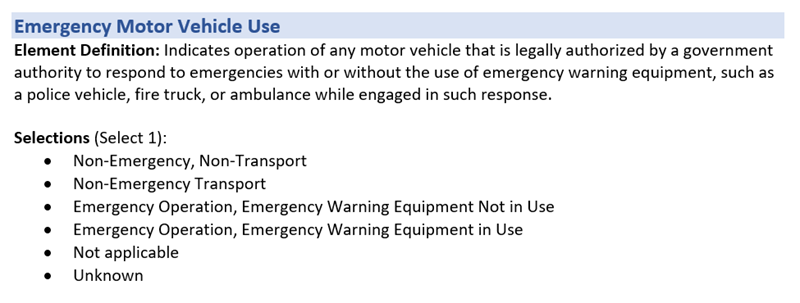 Emergency Motor Vehicle Use
Element Definition: Indicates operation of any motor vehicle that is legally authorized by a government
authority to respond to emergencies with or without the use of emergency warning equipment, such as
a police vehicle, fire truck, or ambulance while engaged in such response.
Selections (Select 1):
• Non-Emergency, Non-Transport
• Non-Emergency Transport
• Emergency Operation, Emergency Warning Equipment Not in Use
• Emergency Operation, Emergency Warning Equipment in Use
• Not applicable
• Unknown